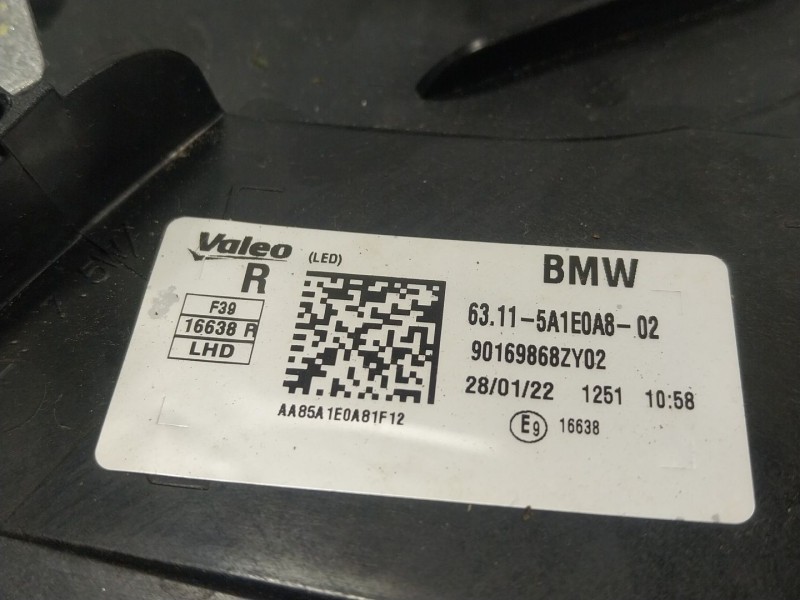 Valeo (LED)
R
F39
16638 R
LHD
AA85A1E0A81F12
BMW
63.11-5A1E0A8-02
90169868ZY02
28/01/22 1251 10:58
E9 16638